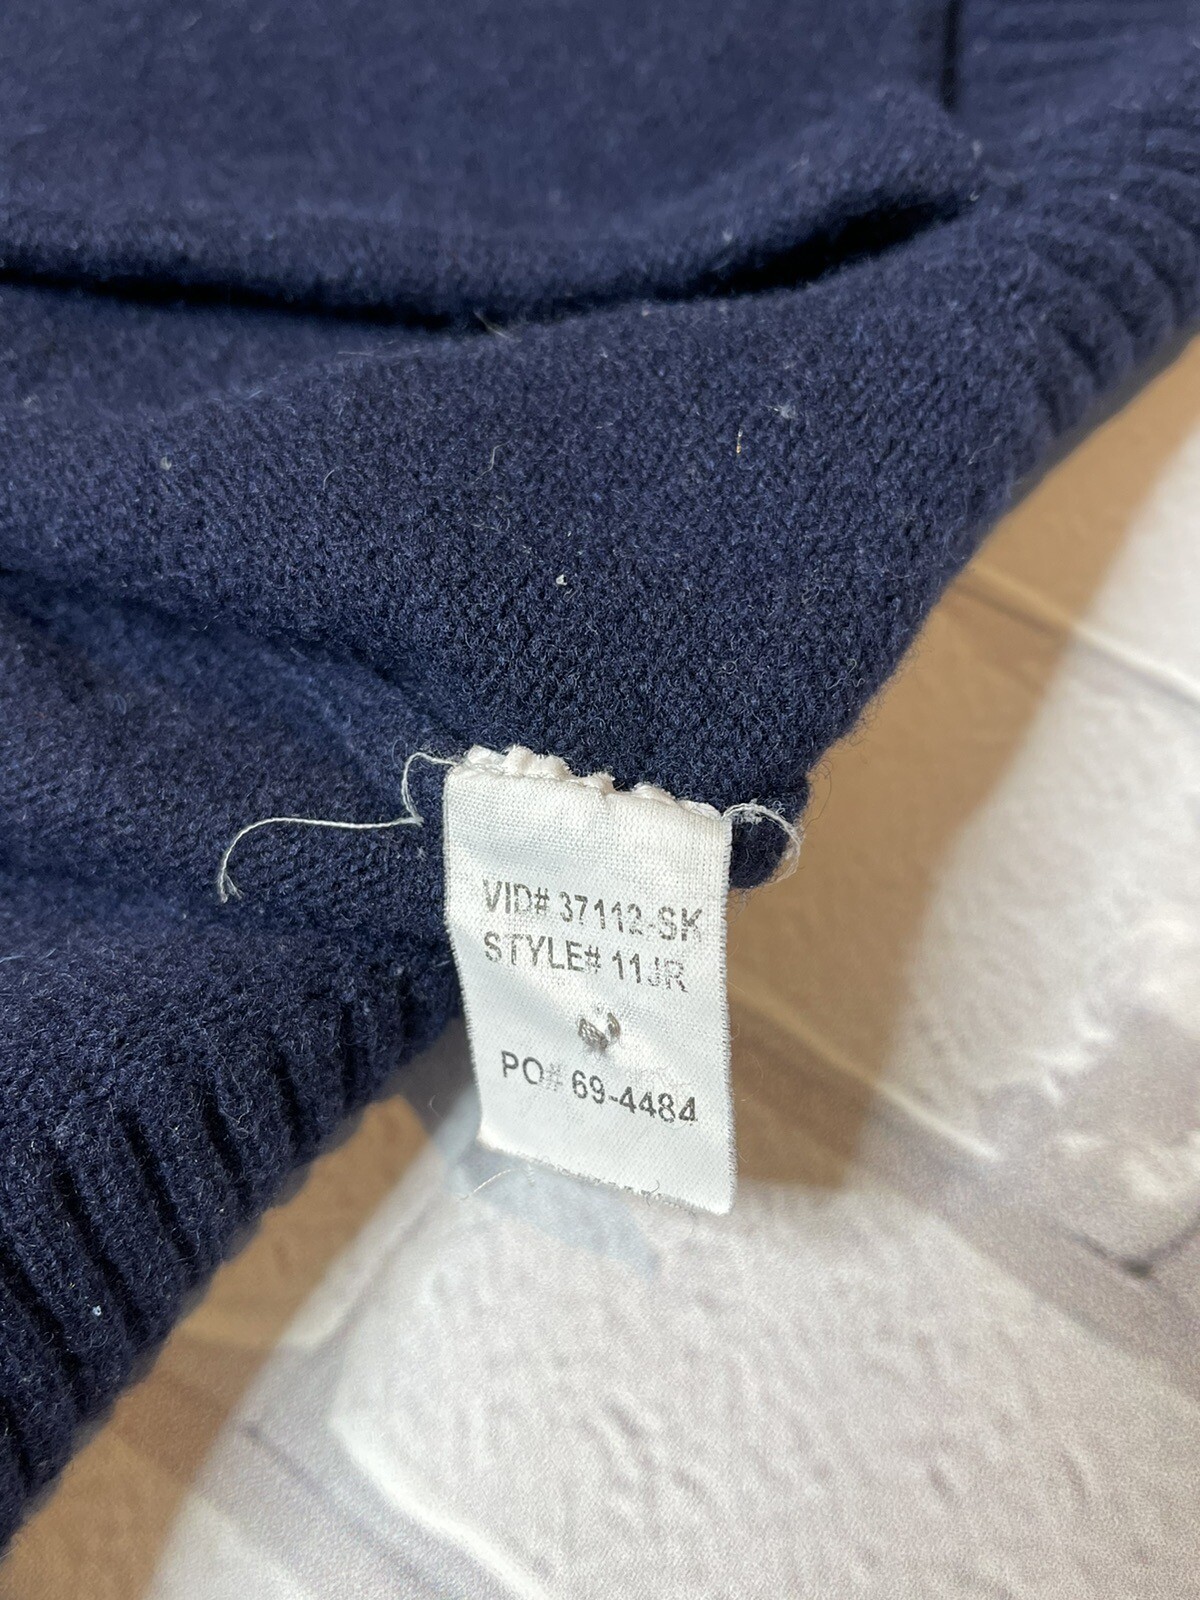 VID# 37112-SK
STYLE# 11JR
PO# 69-4484